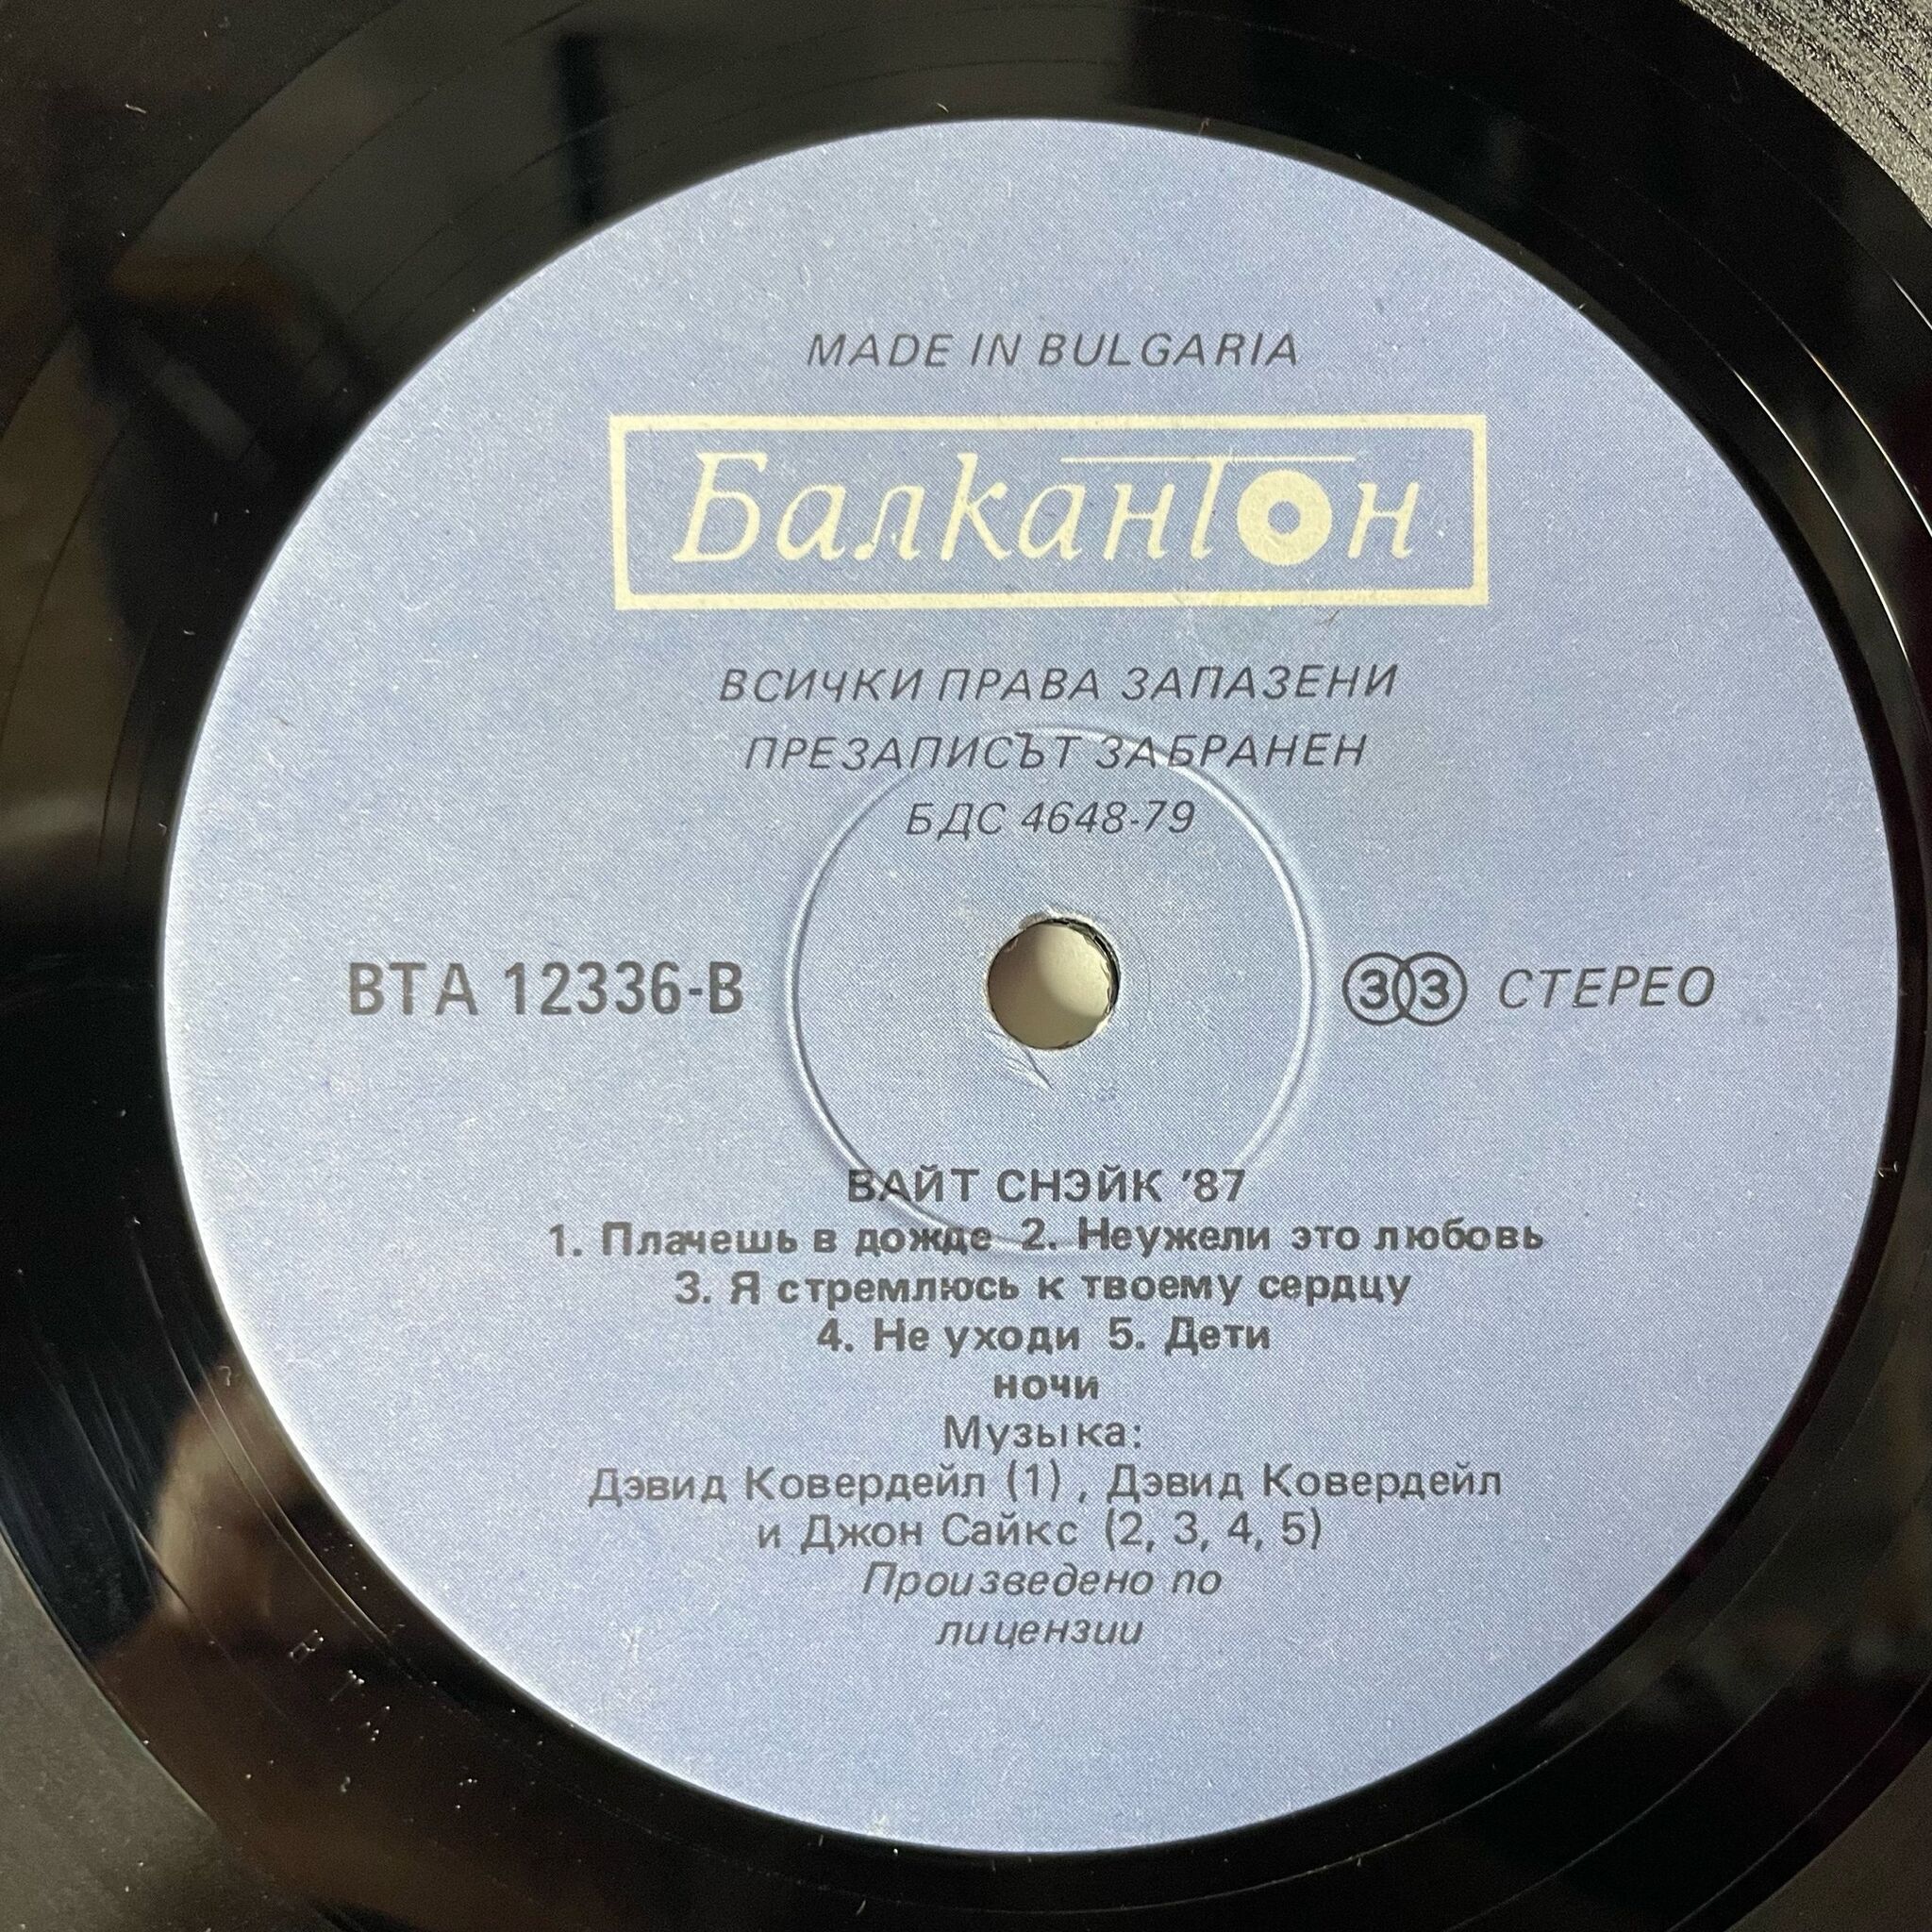 MADE IN BULGARIA
Балкантон
ВСИЧКИ ПРАВА ЗАПАЗЕНИ
ПРЕЗАПИСЪТ ЗАБРАНЕН
БДС 4648-79
ВТА 12336-В
33 СТЕРЕО
ВАЙТ СНЭЙК '87
1. Плачешь в дожде 2. Неужели это любовь
3. Я стремлюсь к твоему сердцу
4. Не уходи 5. Дети
ночи
Музыка:
Дэвид Ковердейл (1), Дэвид Ковердейл
и Джон Сайкс (2, 3, 4, 5)
Произведено по
лицензии